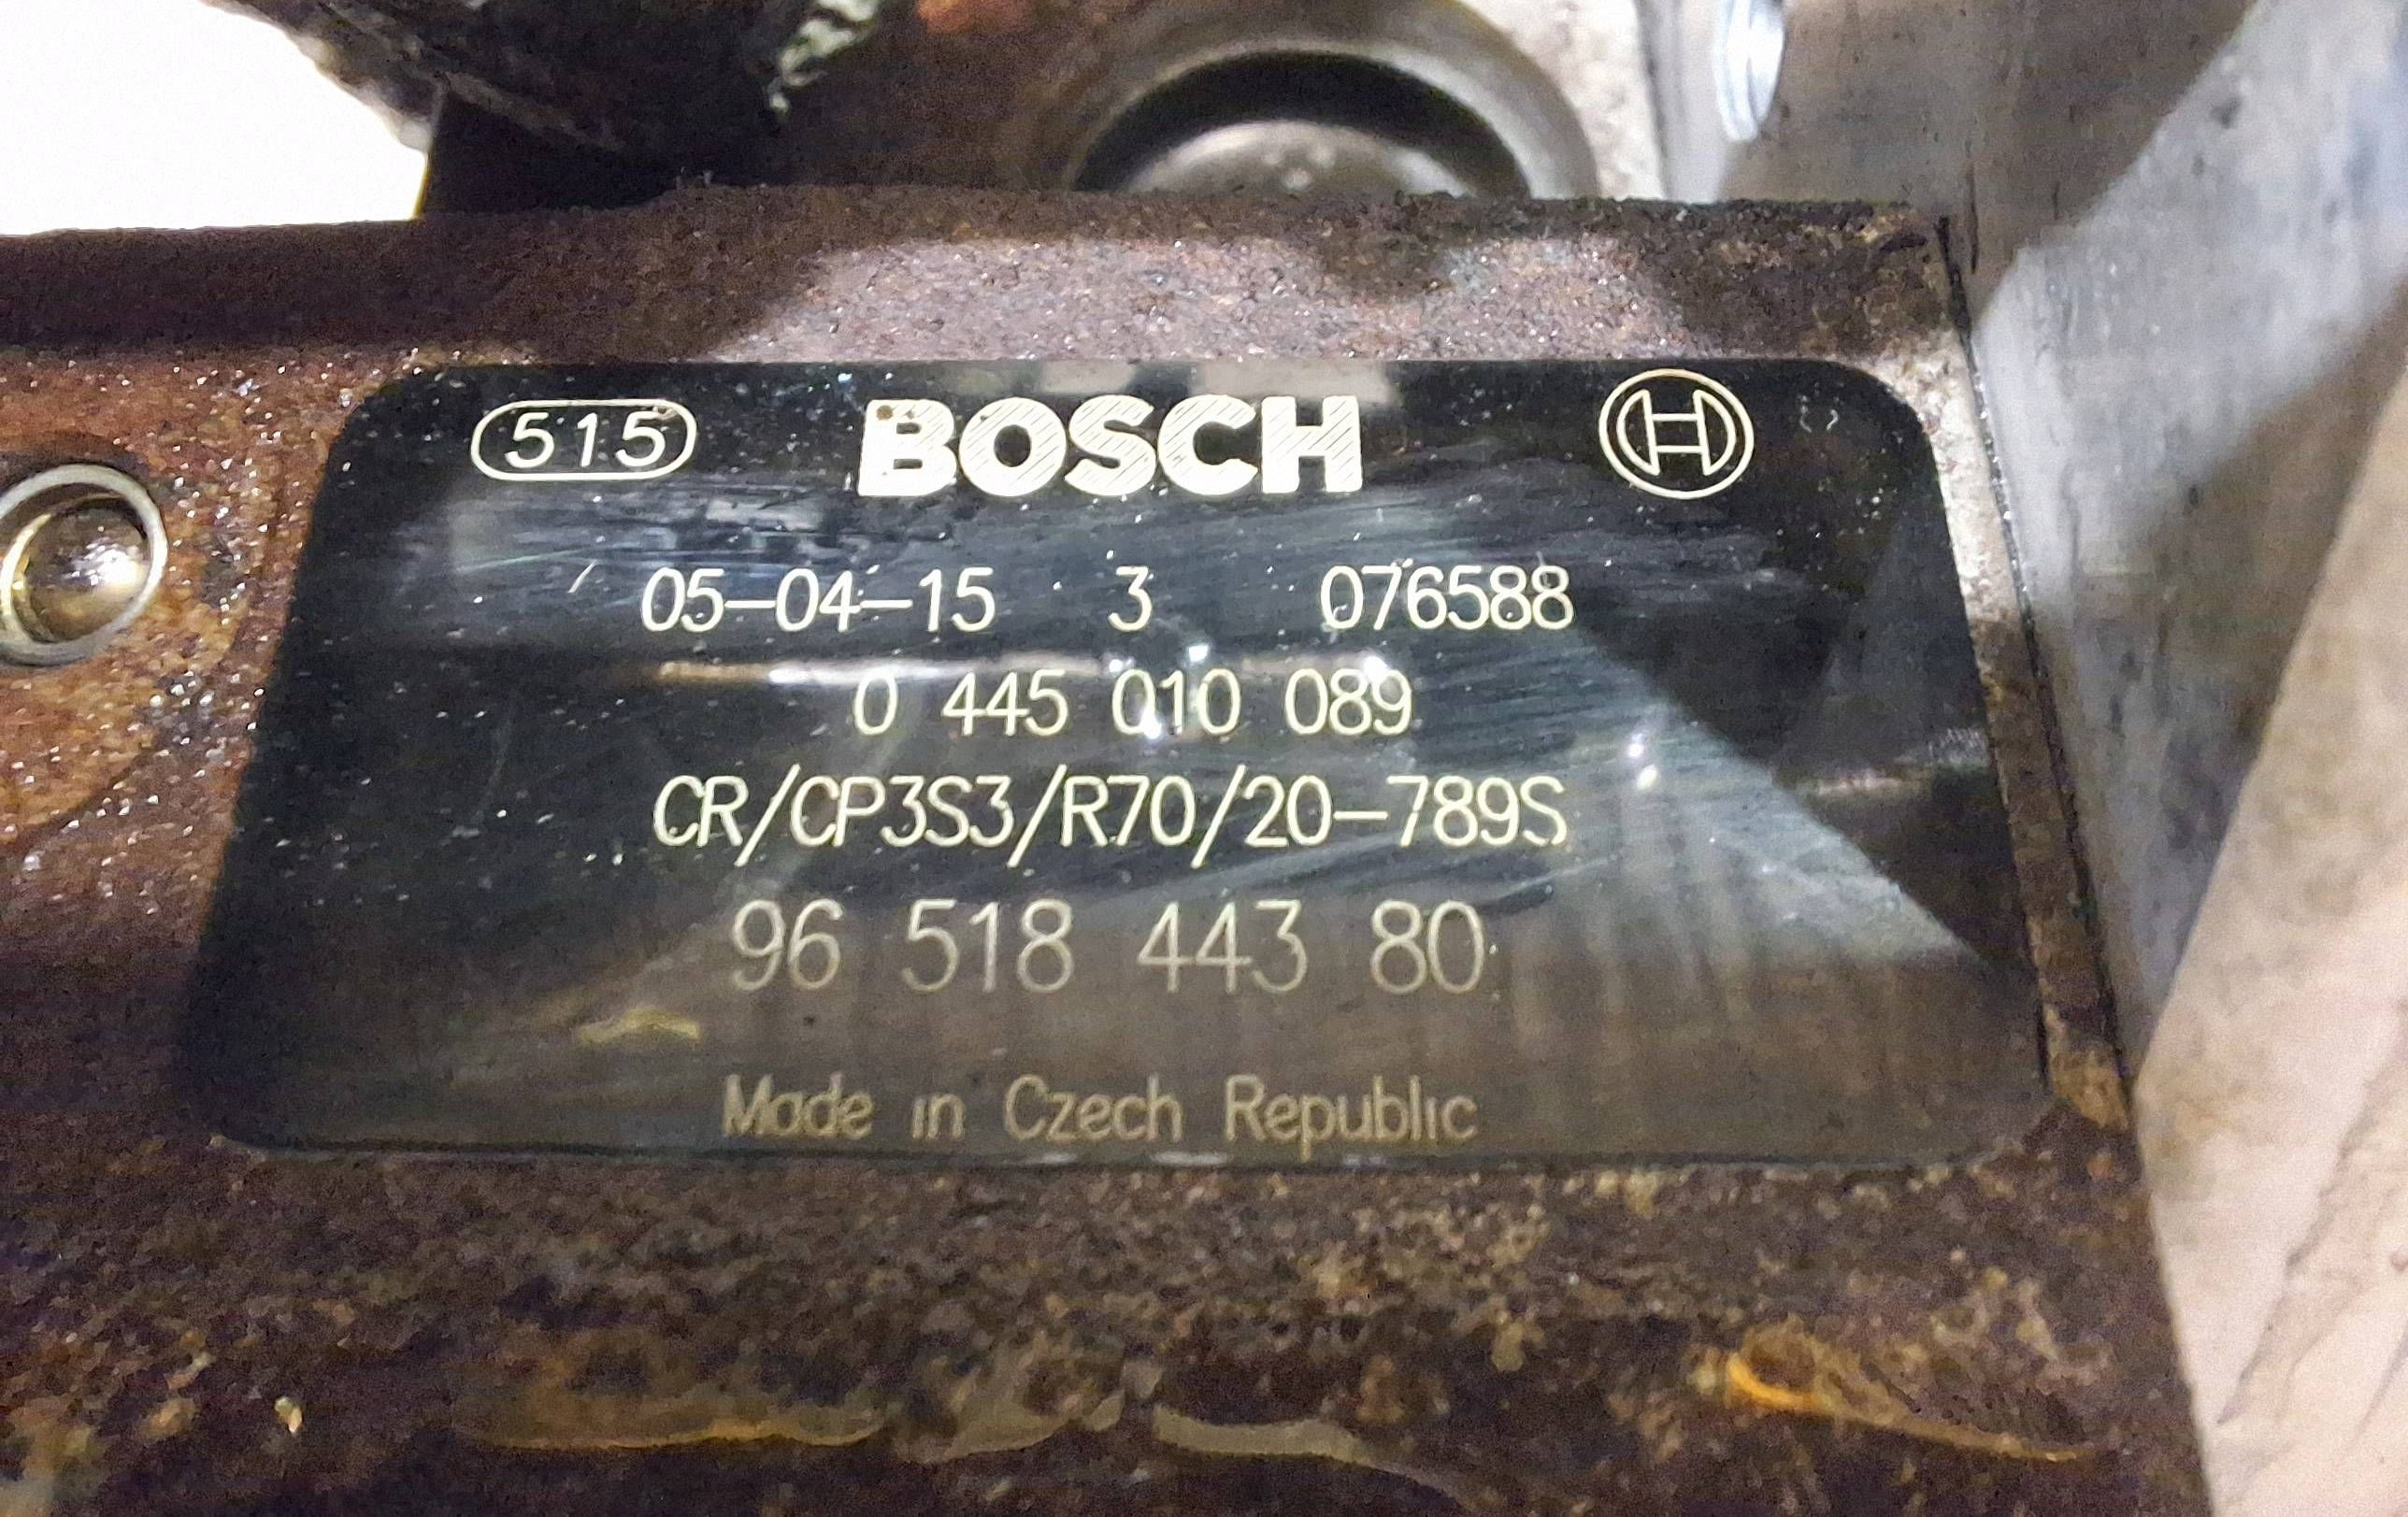 515 BOSCH
05-04-15 3 076588
0 445 010 089
CR/CP3S3/R70/20-789S
96 518 443 80
Made in Czech Republic